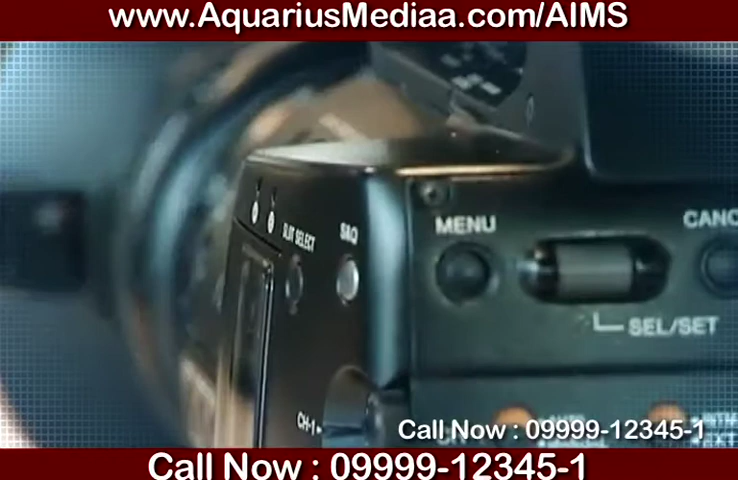 www.AquariusMediaa.com/AIMS
SLOT SELECT
S&Q
MENU
CANC
SEL/SET
CH-1
Call Now : 09999-12345-1
Call Now : 09999-12345-1